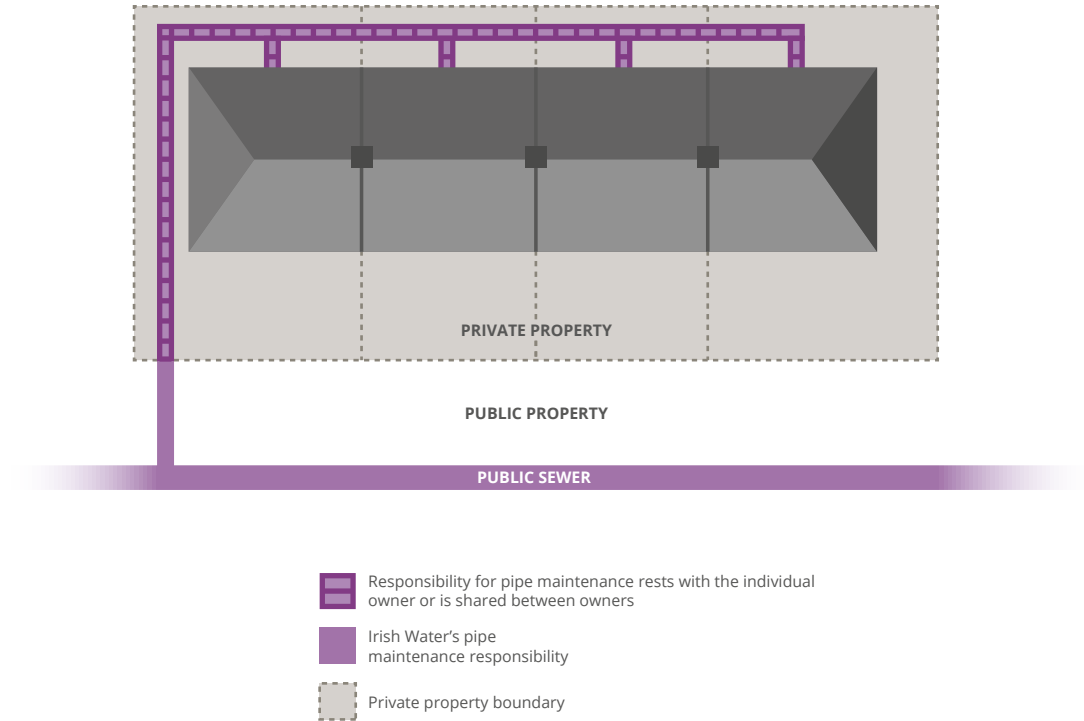 PRIVATE PROPERTY
PUBLIC PROPERTY
PUBLIC SEWER
Responsibility for pipe maintenance rests with the individual
owner or is shared between owners
Irish Water’s pipe
maintenance responsibility
Private property boundary